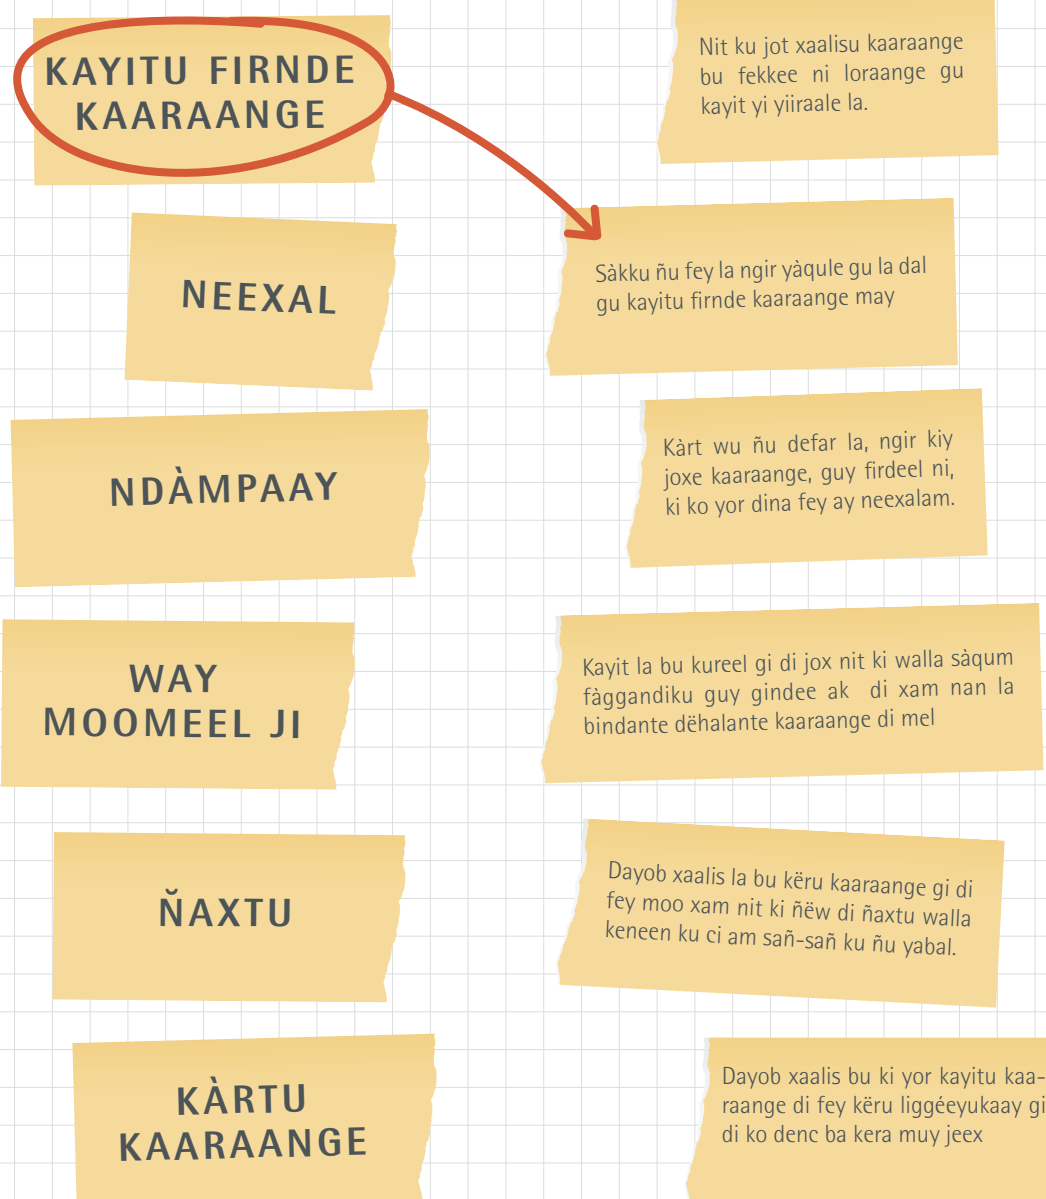 KAYITU FIRNDE
KAARAANGE
Nit ku jot xaalisu kaaraange
bu fekkee ni loraange gu
kayit yi yiiraale la.
NEEXAL
Sàkku ñu fey la ngir yàqule gu la dal
gu kayitu firnde kaaraange may
NDÀMPAAY
Kàrt wu ñu defar la, ngir kiy
joxe kaaraange, guy firdeel ni,
ki ko yor dina fey ay neexalam.
WAY
MOOMEEL JI
Kayit la bu kureel gi di jox nit ki walla sàqum
fàggandiku guy gindee ak di xam nan la
bindante dëhalante kaaraange di mel
N̆AXTU
Dayob xaalis la bu këru kaaraange gi di
fey moo xam nit ki ñëw di ñaxtu walla
keneen ku ci am sañ-sañ ku ñu yabal.
KÀRTU
KAARAANGE
Dayob xaalis bu ki yor kayitu kaa-
raange di fey këru liggéeyukaay gi
di ko denc ba kera muy jeex